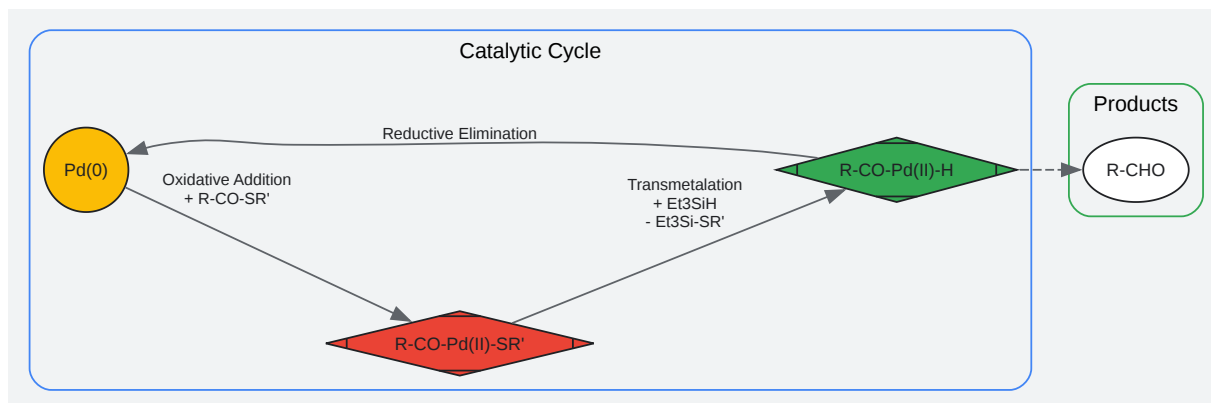 Catalytic Cycle
Products
Reductive Elimination
Pd(0)
Oxidative Addition
+ R-CO-SR'
Transmetalation
+ Et3SiH
- Et3Si-SR'
R-CO-Pd(II)-H
R-CHO
R-CO-Pd(II)-SR'